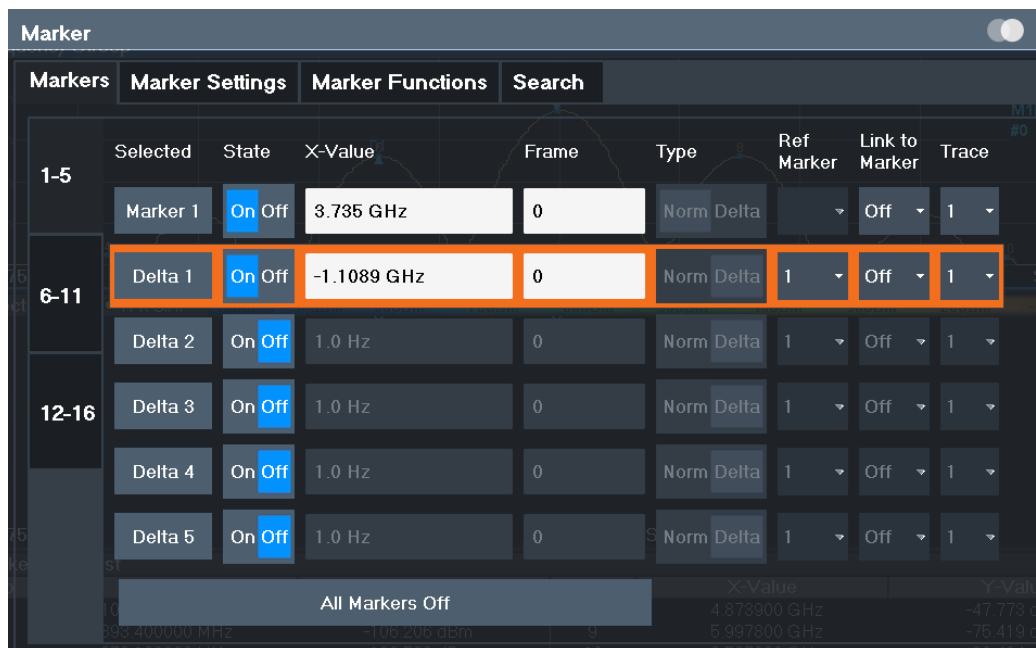 Marker
Markers Marker Settings Marker Functions Search
1-5
6-11
12-16
Selected State X-Value Frame Type Ref Marker Link to Marker Trace
Marker 1 On Off 3.735 GHz 0 Norm Delta Off 1
Delta 1 On Off -1.1089 GHz 0 Norm Delta 1 Off 1
Delta 2 On Off 1.0 Hz 0 Norm Delta 1 Off 1
Delta 3 On Off 1.0 Hz 0 Norm Delta 1 Off 1
Delta 4 On Off 1.0 Hz 0 Norm Delta 1 Off 1
Delta 5 On Off 1.0 Hz 0 Norm Delta 1 Off 1
All Markers Off
X-Value
4.873900 GHz -47.773
-106.206 dBm 9 5.997800 GHz -75.419